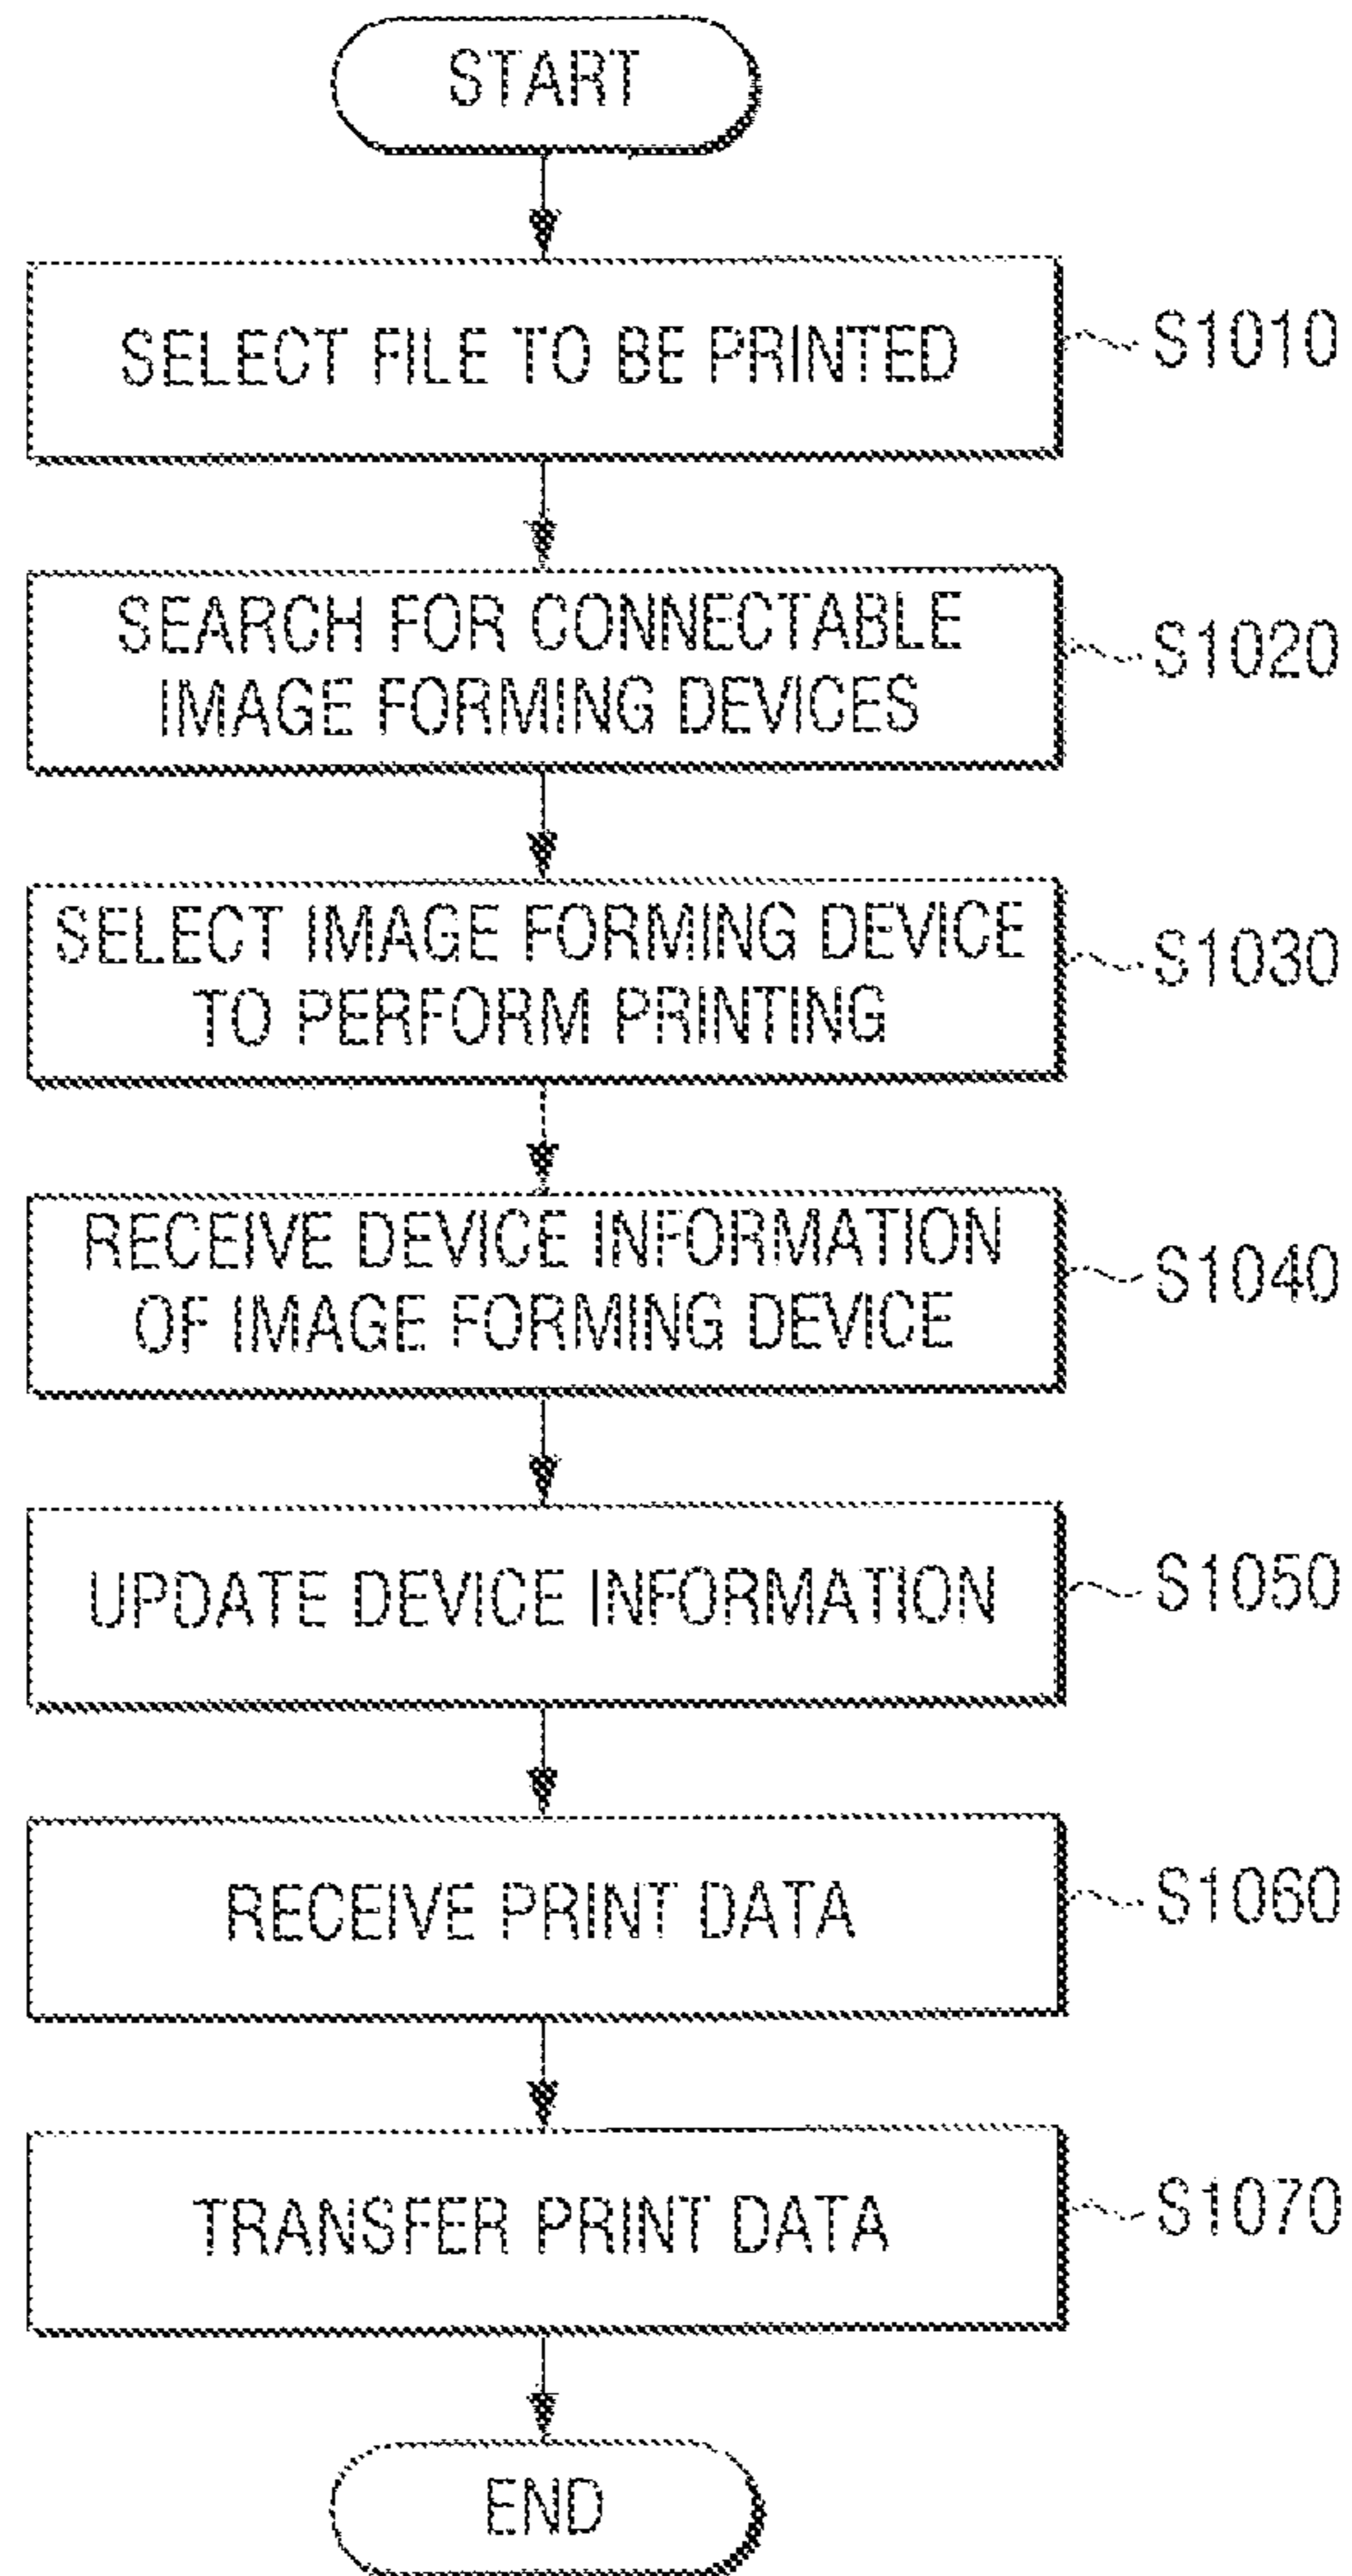 START
SELECT FILE TO BE PRINTED
S1010
SEARCH FOR CONNECTABLE
IMAGE FORMING DEVICES
S1020
SELECT IMAGE FORMING DEVICE
TO PERFORM PRINTING
S1030
RECEIVE DEVICE INFORMATION
OF IMAGE FORMING DEVICE
S1040
UPDATE DEVICE INFORMATION
S1050
RECEIVE PRINT DATA
S1060
TRANSFER PRINT DATA
S1070
END